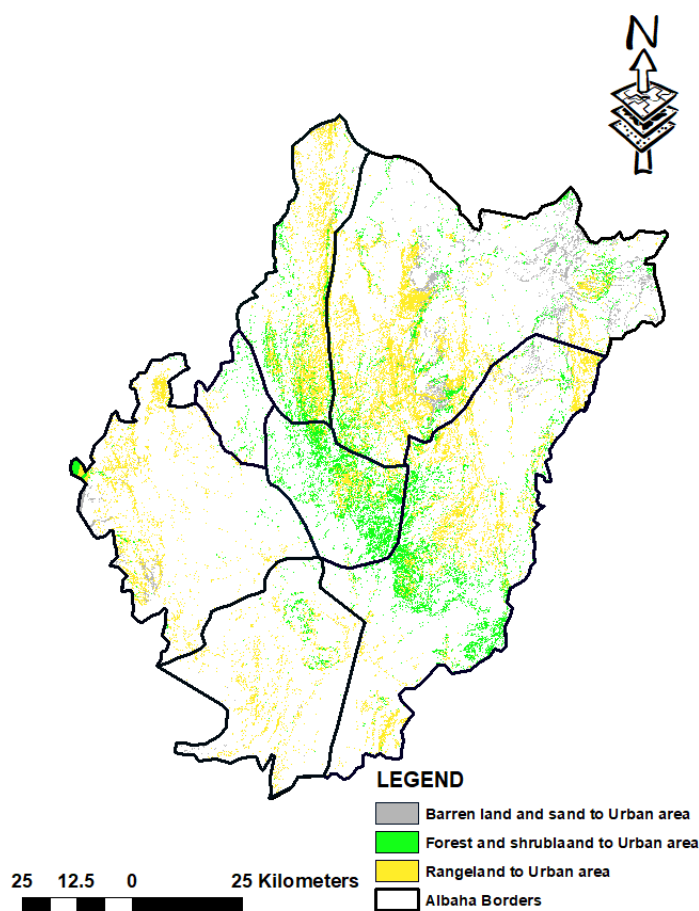 N
LEGEND
Barren land and sand to Urban area
Forest and shrublaand to Urban area
Rangeland to Urban area
Albaha Borders
25 12.5 0 25 Kilometers